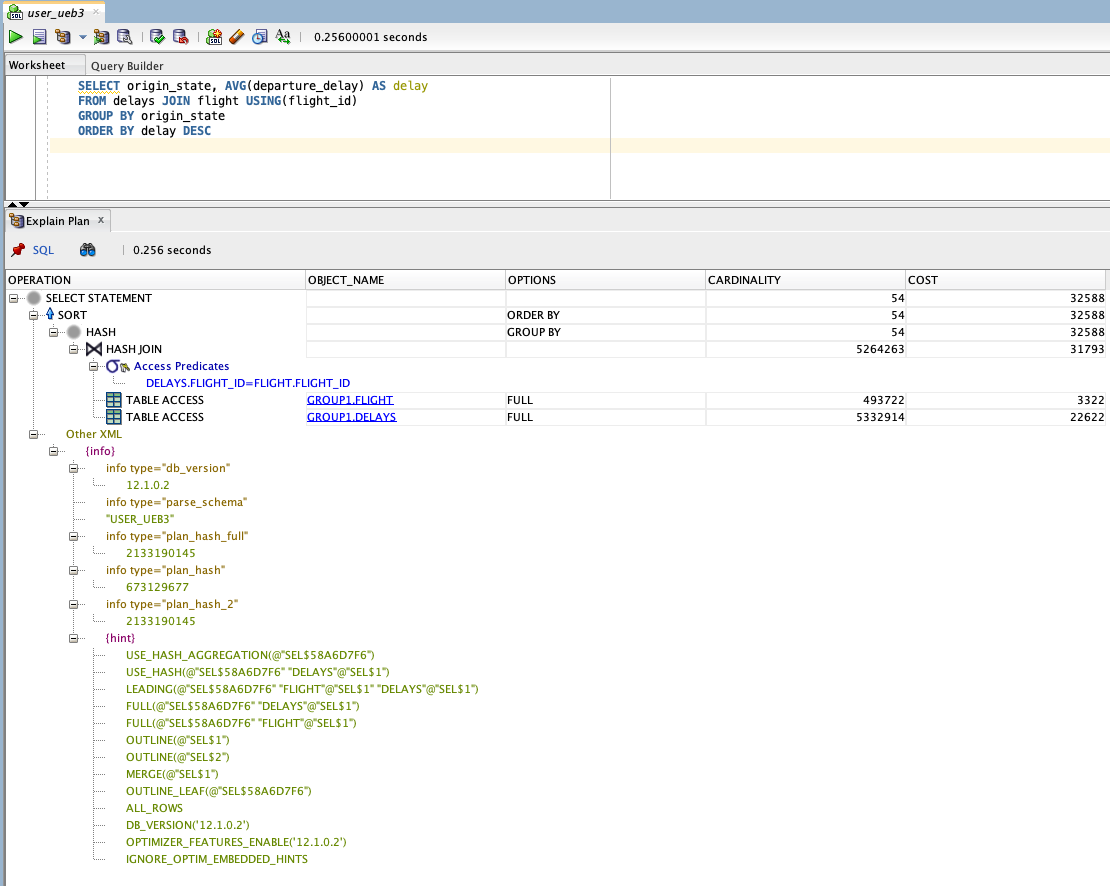 user_ueb3
0.25600001 seconds
Worksheet Query Builder
SELECT origin_state, AVG(departure_delay) AS delay
FROM delays JOIN flight USING(flight_id)
GROUP BY origin_state
ORDER BY delay DESC
Explain Plan x
SQL 0.256 seconds
OPERATION OBJECT_NAME OPTIONS CARDINALITY COST
SELECT STATEMENT 54 32588
SORT ORDER BY 54 32588
HASH GROUP BY 54 32588
HASH JOIN 5264263 31793
Access Predicates
DELAYS.FLIGHT_ID=FLIGHT.FLIGHT_ID
TABLE ACCESS GROUP1.FLIGHT FULL 493722 3322
TABLE ACCESS GROUP1.DELAYS FULL 5332914 22622
Other XML
{info}
info type="db_version"
12.1.0.2
info type="parse_schema"
"USER_UEB3"
info type="plan_hash_full"
2133190145
info type="plan_hash"
673129677
info type="plan_hash_2"
2133190145
{hint}
USE_HASH_AGGREGATION(@"SEL$58A6D7F6")
USE_HASH(@"SEL$58A6D7F6" "DELAYS"@"SEL$1")
LEADING(@"SEL$58A6D7F6" "FLIGHT"@"SEL$1" "DELAYS"@"SEL$1")
FULL(@"SEL$58A6D7F6" "DELAYS"@"SEL$1")
FULL(@"SEL$58A6D7F6" "FLIGHT"@"SEL$1")
OUTLINE(@"SEL$1")
OUTLINE(@"SEL$2")
MERGE(@"SEL$1")
OUTLINE_LEAF(@"SEL$58A6D7F6")
ALL_ROWS
DB_VERSION('12.1.0.2')
OPTIMIZER_FEATURES_ENABLE('12.1.0.2')
IGNORE_OPTIM_EMBEDDED_HINTS